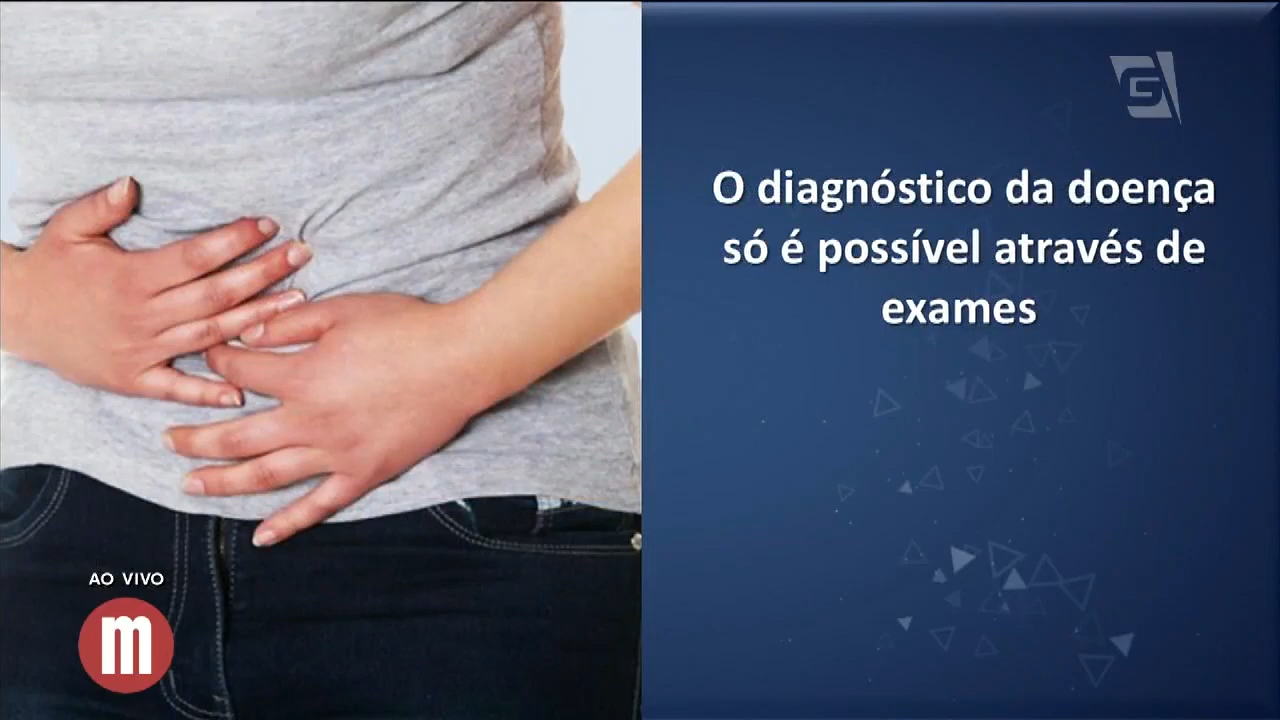 O diagnóstico da doença
só é possível através de
exames
AO VIVO
m